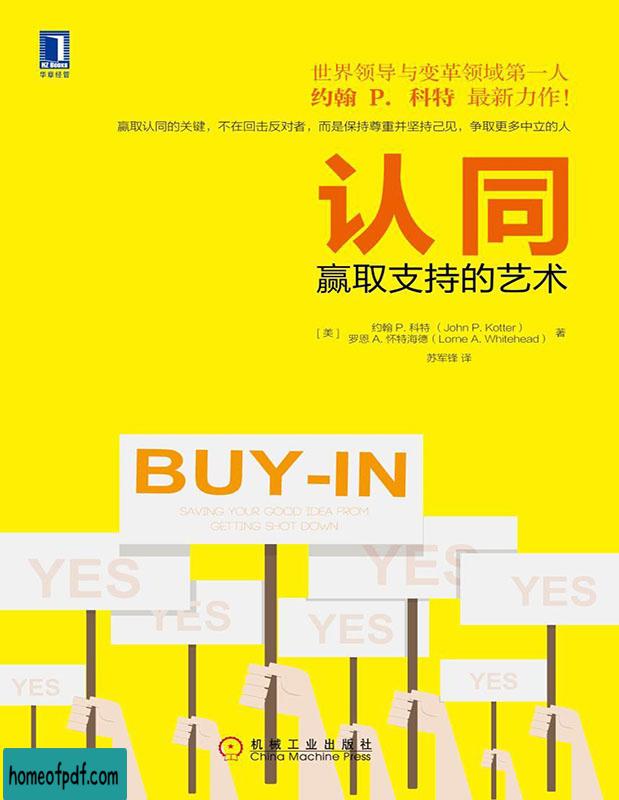 HZ Books
华章经管
世界领导与变革领域第一人
约翰 P. 科特 最新力作！
赢取认同的关键，不在回击反对者，而是保持尊重并坚持己见，争取更多中立的人
认同
赢取支持的艺术
［美］ 约翰 P. 科特 （John P. Kotter）
罗恩 A. 怀特海德（Lorne A. Whitehead） 著
苏军锋 译
BUY-IN
SAVING YOUR GOOD IDEA FROM
GETTING SHOT DOWN
YES
YES
YES
YES
YES
YES
YES
机械工业出版社
China Machine Press
homeofpdf.com